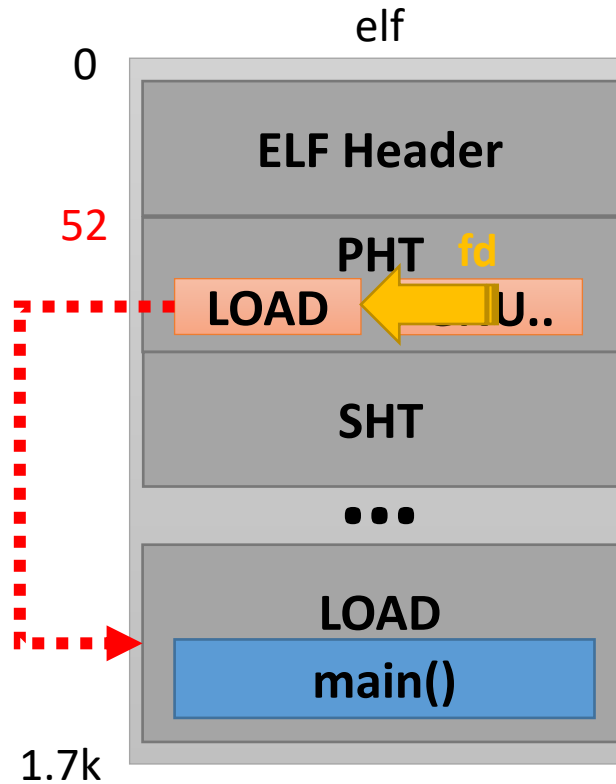 elf
0
ELF Header
52
PHT
fd
LOAD
SHT
...
LOAD
main()
1.7k